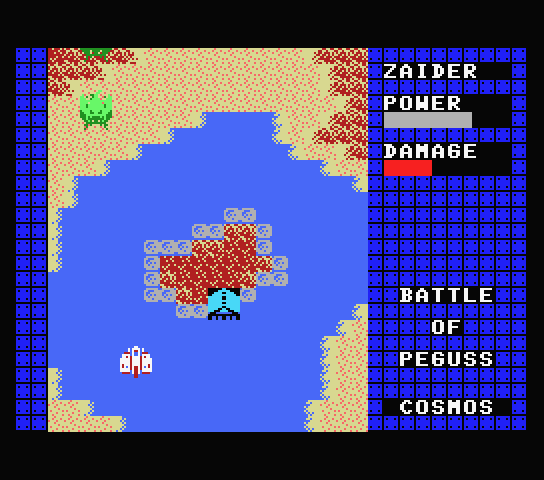 ZAIDER
POWER
DAMAGE
BATTLE
OF
PEGUSS
COSMOS